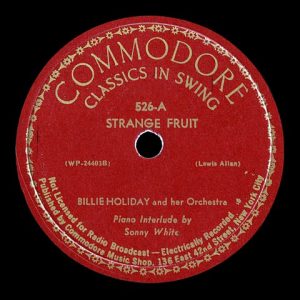 COMMODORE
CLASSICS IN SWING
526-A
STRANGE FRUIT
(WP-24403B) (Lewis Allan)
BILLIE HOLIDAY and her Orchestra
Piano Interlude by
Sonny White
Not Licensed for Radio Broadcast — Electrically Recorded
Published by Commodore Music Shop, 136 East 42nd Street, New York City